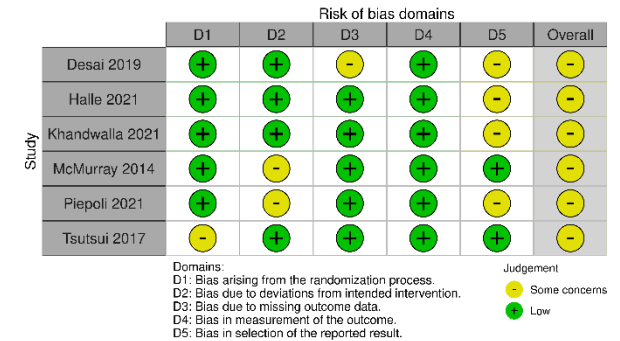 Risk of bias domains
D1 D2 D3 D4 D5 Overall
Study
Desai 2019 + + - + - -
Halle 2021 + + + + - -
Khandwalla 2021 + + + + - -
McMurray 2014 + - + + + -
Piepoli 2021 + - + + - -
Tsutsui 2017 - + + + + -
Domains:
D1: Bias arising from the randomization process.
D2: Bias due to deviations from intended intervention.
D3: Bias due to missing outcome data.
D4: Bias in measurement of the outcome.
D5: Bias in selection of the reported result.
Judgement
- Some concerns
+ Low